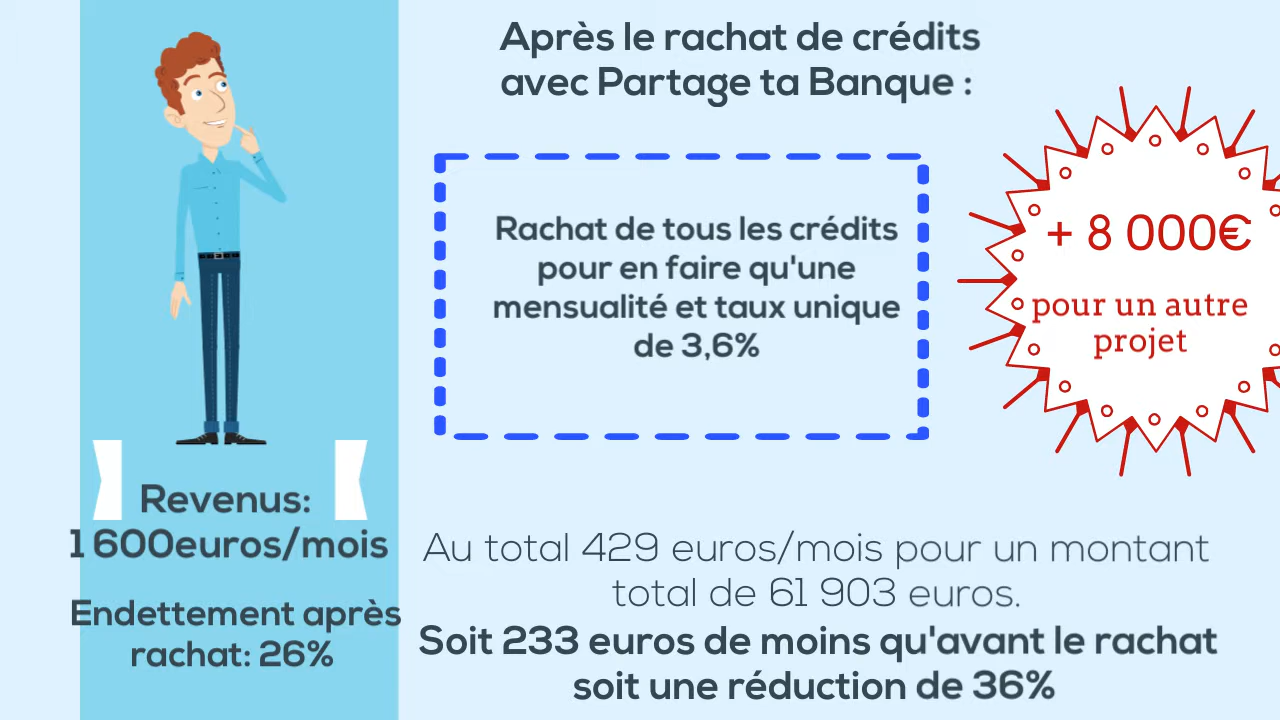 Après le rachat de crédits
avec Partage ta Banque :
Rachat de tous les crédits
pour en faire qu'une
mensualité et taux unique
de 3,6%
+ 8 000€
pour un autre
projet
Revenus:
1 600euros/mois
Endettement après
rachat: 26%
Au total 429 euros/mois pour un montant
total de 61 903 euros.
Soit 233 euros de moins qu'avant le rachat
soit une réduction de 36%